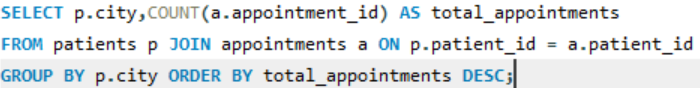 SELECT p.city,COUNT(a.appointment_id) AS total_appointments
FROM patients p JOIN appointments a ON p.patient_id = a.patient_id
GROUP BY p.city ORDER BY total_appointments DESC;